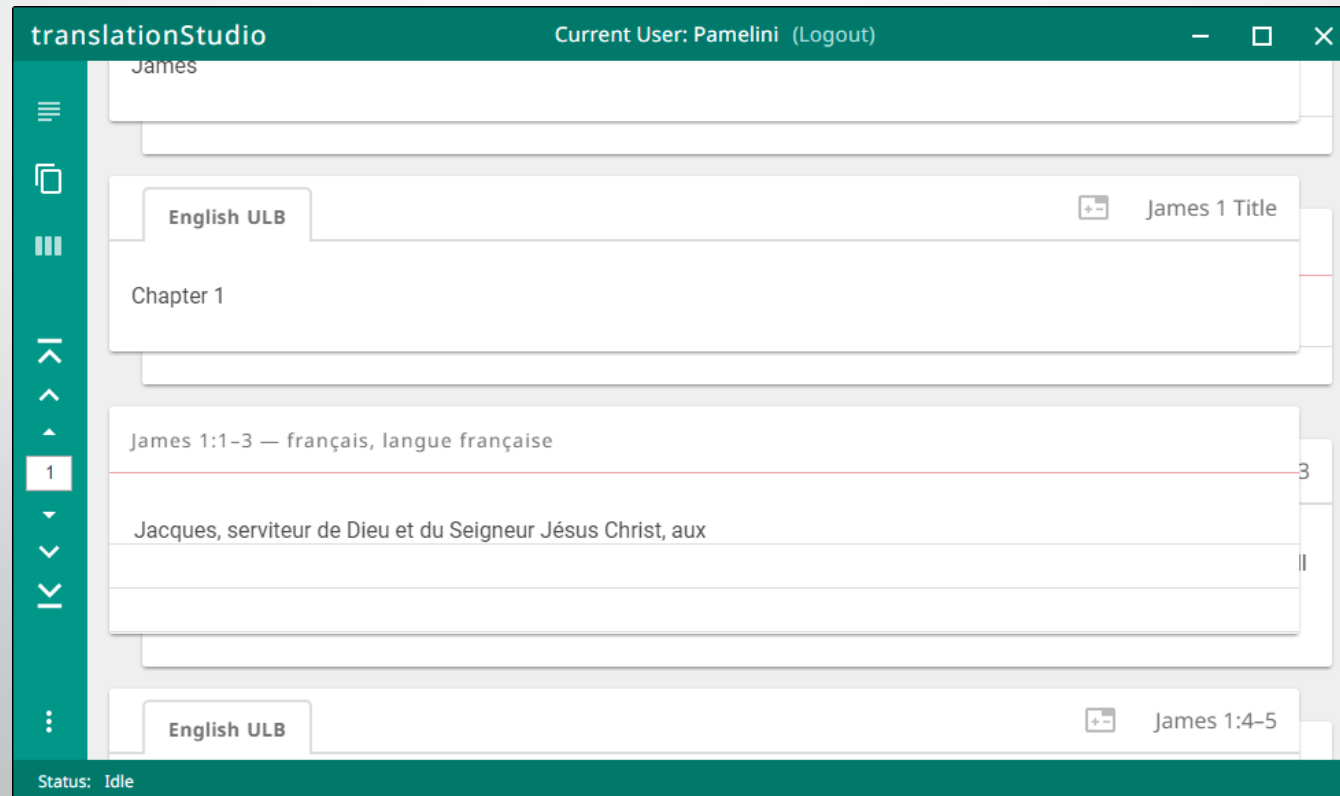 translationStudio Current User: Pamelini (Logout)
James
English ULB James 1 Title
Chapter 1
1
James 1:1–3 — français, langue française
3
Jacques, serviteur de Dieu et du Seigneur Jésus Christ, aux
ll
English ULB James 1:4–5
Status: Idle